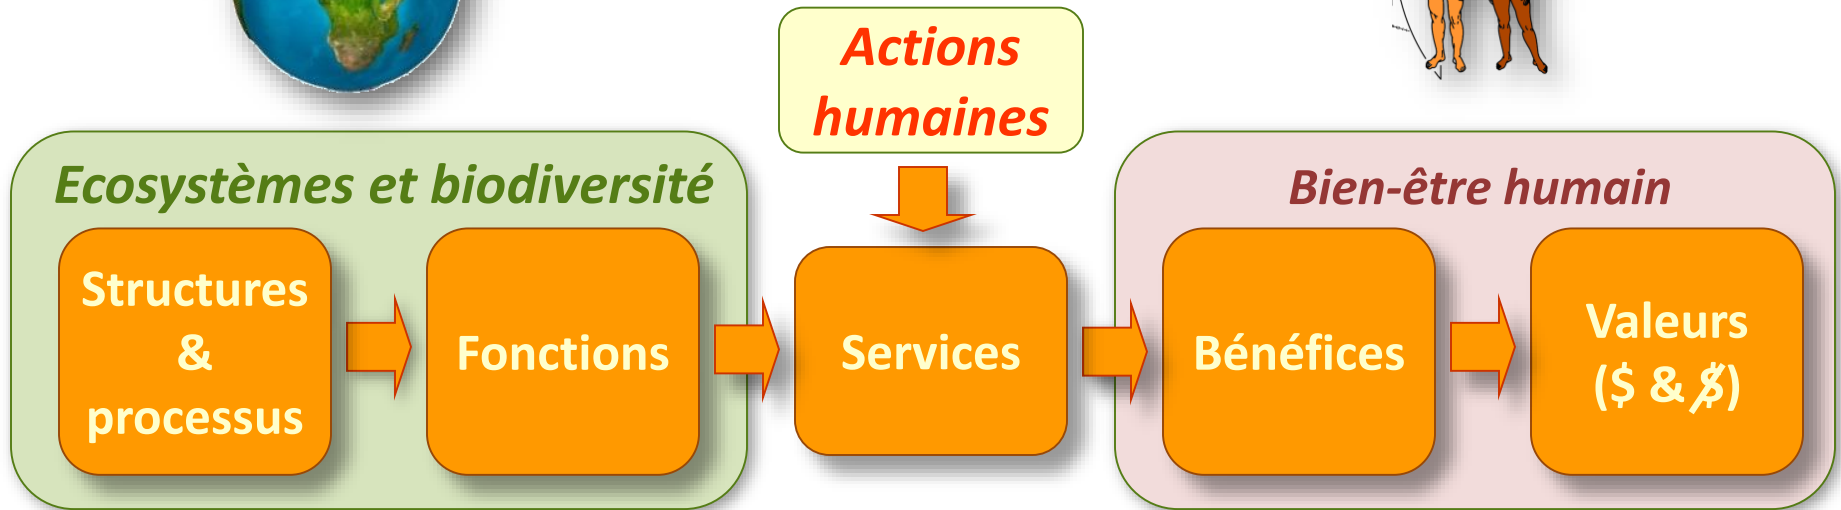 Actions
humaines
Ecosystèmes et biodiversité
Bien-être humain
Structures
&
processus
Fonctions
Services
Bénéfices
Valeurs
($ & $)